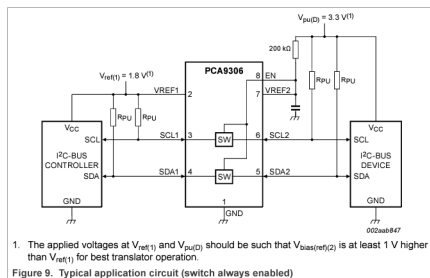 Vpu(D) = 3.3 V(1)
200 kΩ
PCA9306
Vref(1) = 1.8 V(1)
8 EN
RPU RPU
VREF1 2
7 VREF2
RPU RPU
VCC
VCC
SCL SCL1 3 SW 6 SCL2 SCL
I2C-BUS
CONTROLLER
I2C-BUS
DEVICE
SDA SDA1 4 SW 5 SDA2 SDA
GND
1
GND
GND
002aab847
1. The applied voltages at Vref(1) and Vpu(D) should be such that Vbias(ref)(2) is at least 1 V higher
than Vref(1) for best translator operation.
Figure 9. Typical application circuit (switch always enabled)